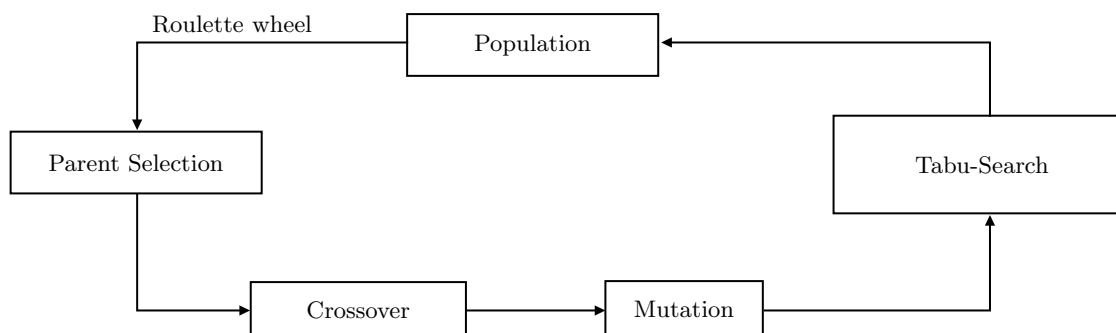 Roulette wheel
Population
Parent Selection
Tabu-Search
Crossover
Mutation